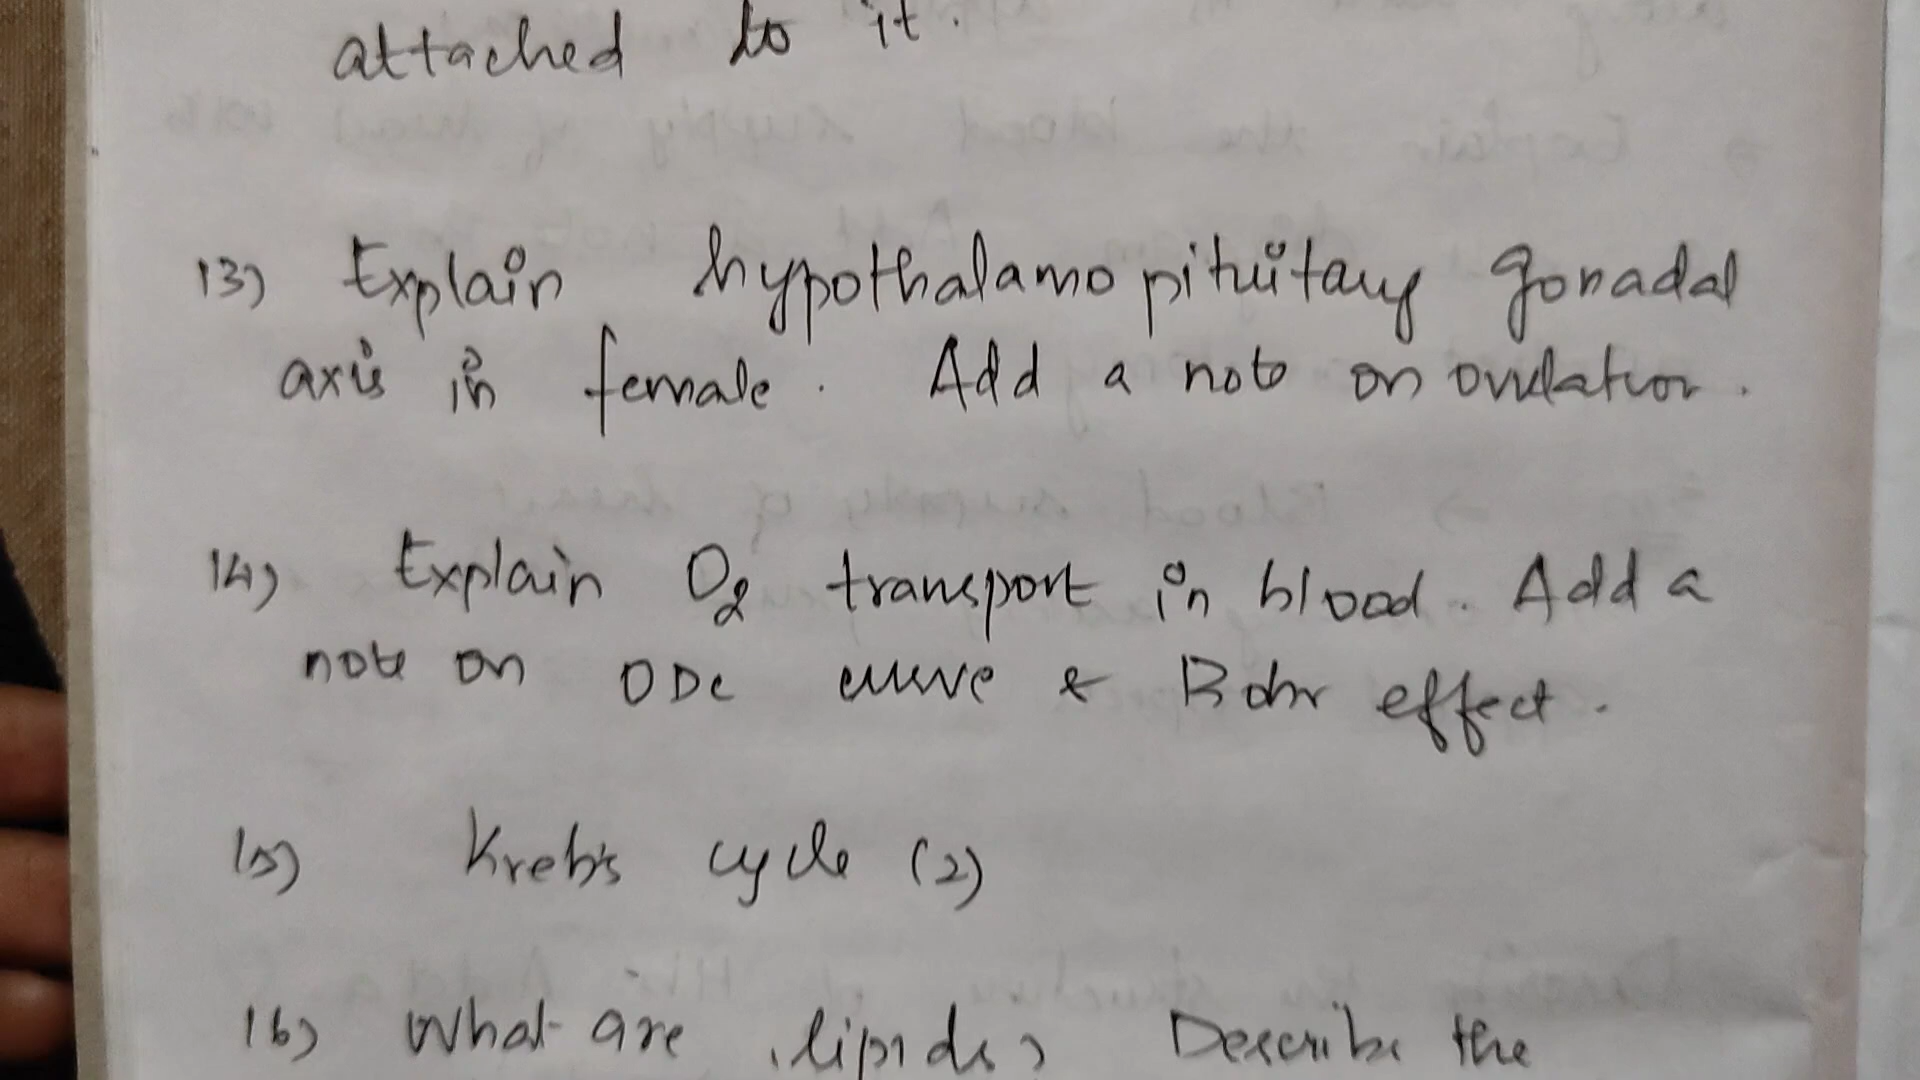 attached to it.
13) Explain hypothalamo pituitary gonadal
axis in female. Add a note on ovulation.
14) Explain O2 transport in blood. Add a
note on ODC curve & Bohr effect.
15) Kreb's cycle (2)
16) What are lipids, Describe the